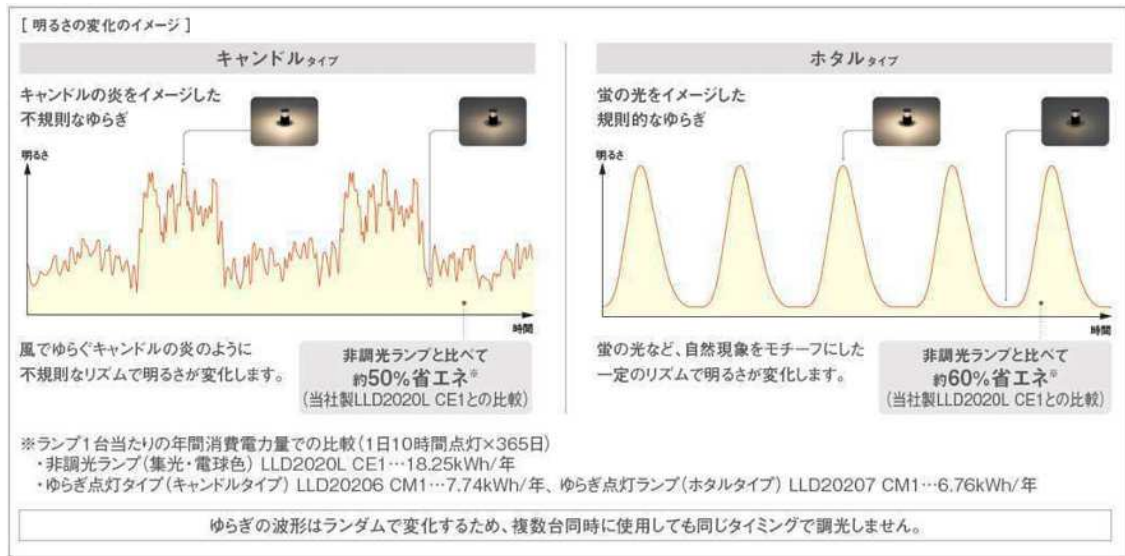 [ 明るさの変化のイメージ ]
キャンドルタイプ
キャンドルの炎をイメージした
不規則なゆらぎ
明るさ
時間
風でゆらぐキャンドルの炎のように
不規則なリズムで明るさが変化します。
非調光ランプと比べて
約50%省エネ※
(当社製LLD2020L CE1との比較)
ホタルタイプ
蛍の光をイメージした
規則的なゆらぎ
明るさ
時間
蛍の光など、自然現象をモチーフにした
一定のリズムで明るさが変化します。
非調光ランプと比べて
約60%省エネ※
(当社製LLD2020L CE1との比較)
※ランプ1台当たりの年間消費電力量での比較(1日10時間点灯×365日)
・非調光ランプ(集光・電球色) LLD2020L CE1…18.25kWh/年
・ゆらぎ点灯タイプ(キャンドルタイプ) LLD20206 CM1…7.74kWh/年、ゆらぎ点灯ランプ(ホタルタイプ) LLD20207 CM1…6.76kWh/年
ゆらぎの波形はランダムで変化するため、複数台同時に使用しても同じタイミングで調光しません。